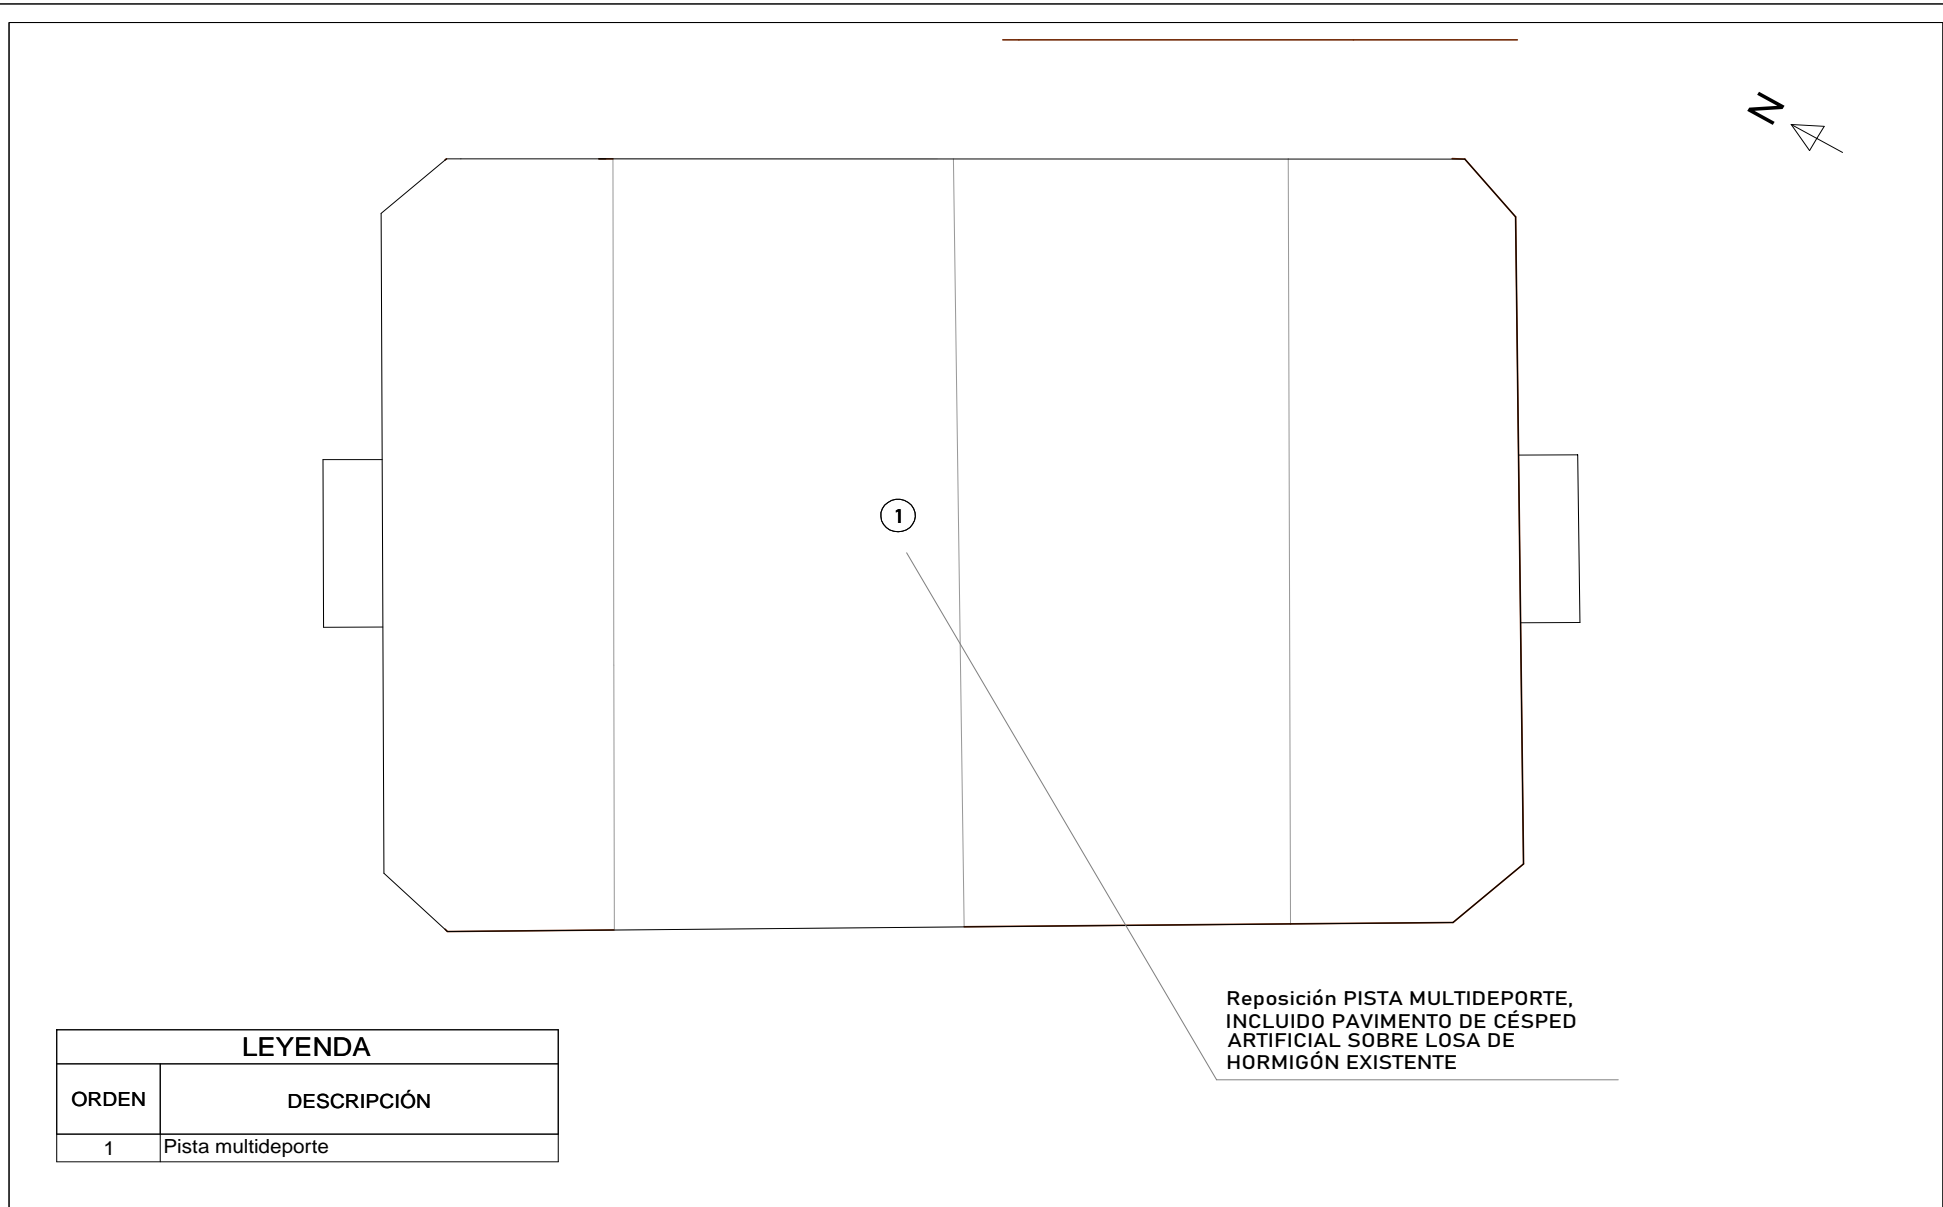 N
1
Reposición PISTA MULTIDEPORTE,
INCLUIDO PAVIMENTO DE CÉSPED
ARTIFICIAL SOBRE LOSA DE
HORMIGÓN EXISTENTE
LEYENDA
ORDEN DESCRIPCIÓN
1 Pista multideporte